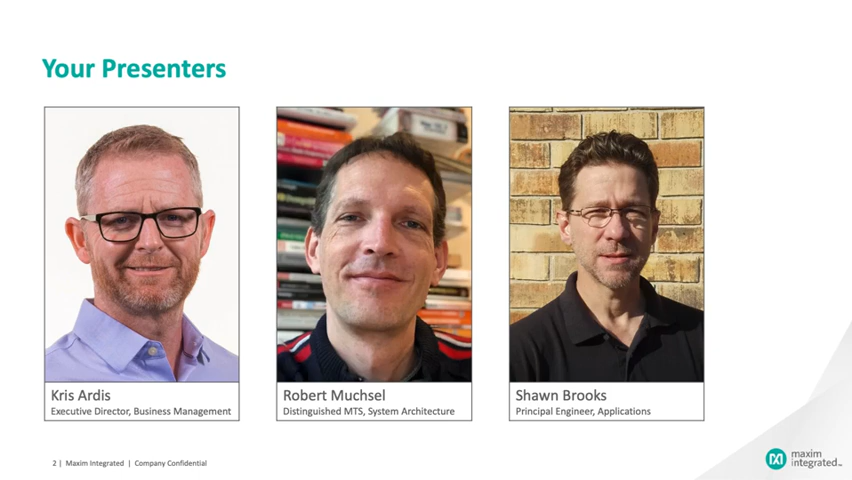 Your Presenters
Kris Ardis
Executive Director, Business Management
Robert Muchsel
Distinguished MTS, System Architecture
Shawn Brooks
Principal Engineer, Applications
2 | Maxim Integrated | Company Confidential
maxim
integrated™